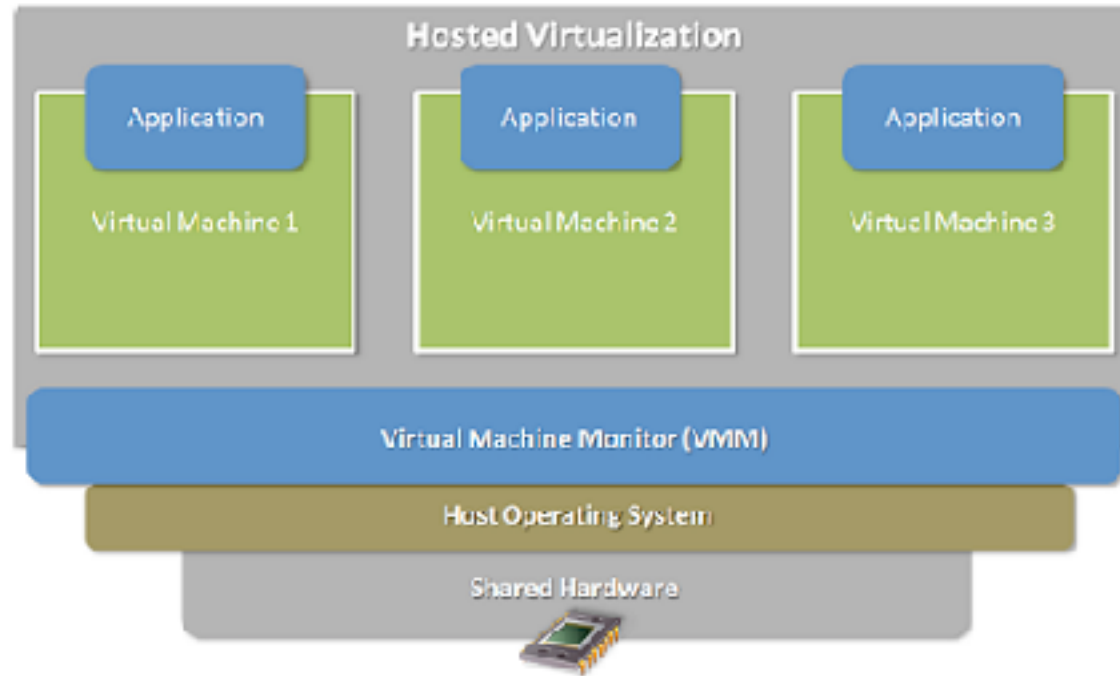 Hosted Virtualization
Application
Application
Application
Virtual Machine 1
Virtual Machine 2
Virtual Machine 3
Virtual Machine Monitor (VMM)
Host Operating System
Shared Hardware